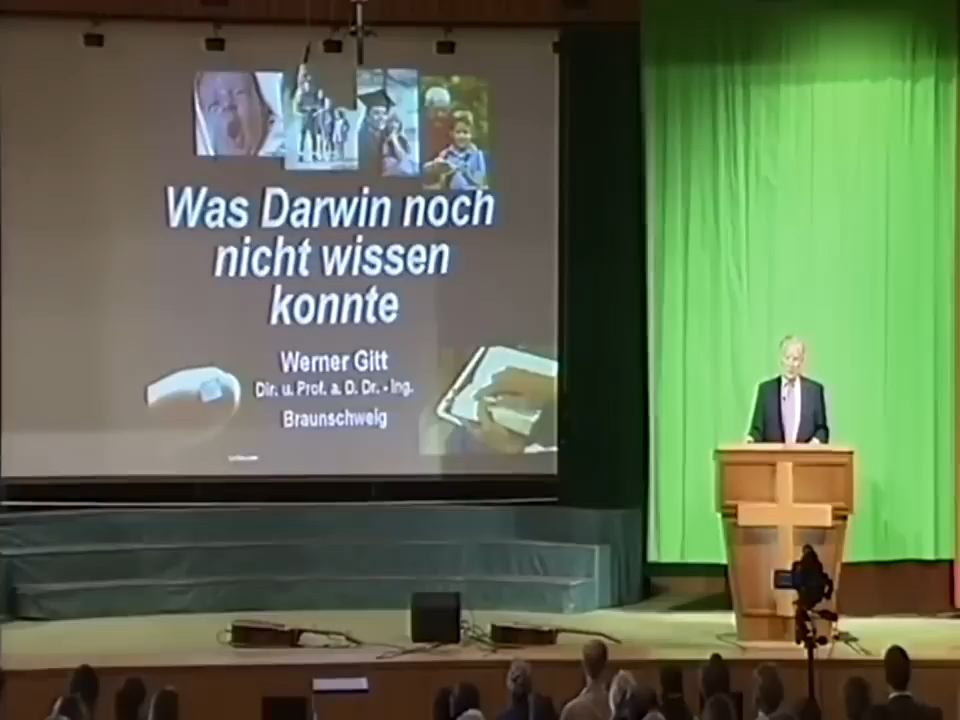 Was Darwin noch
nicht wissen
konnte
Werner Gitt
Dir. u. Prof. a. D. Dr. - Ing.
Braunschweig